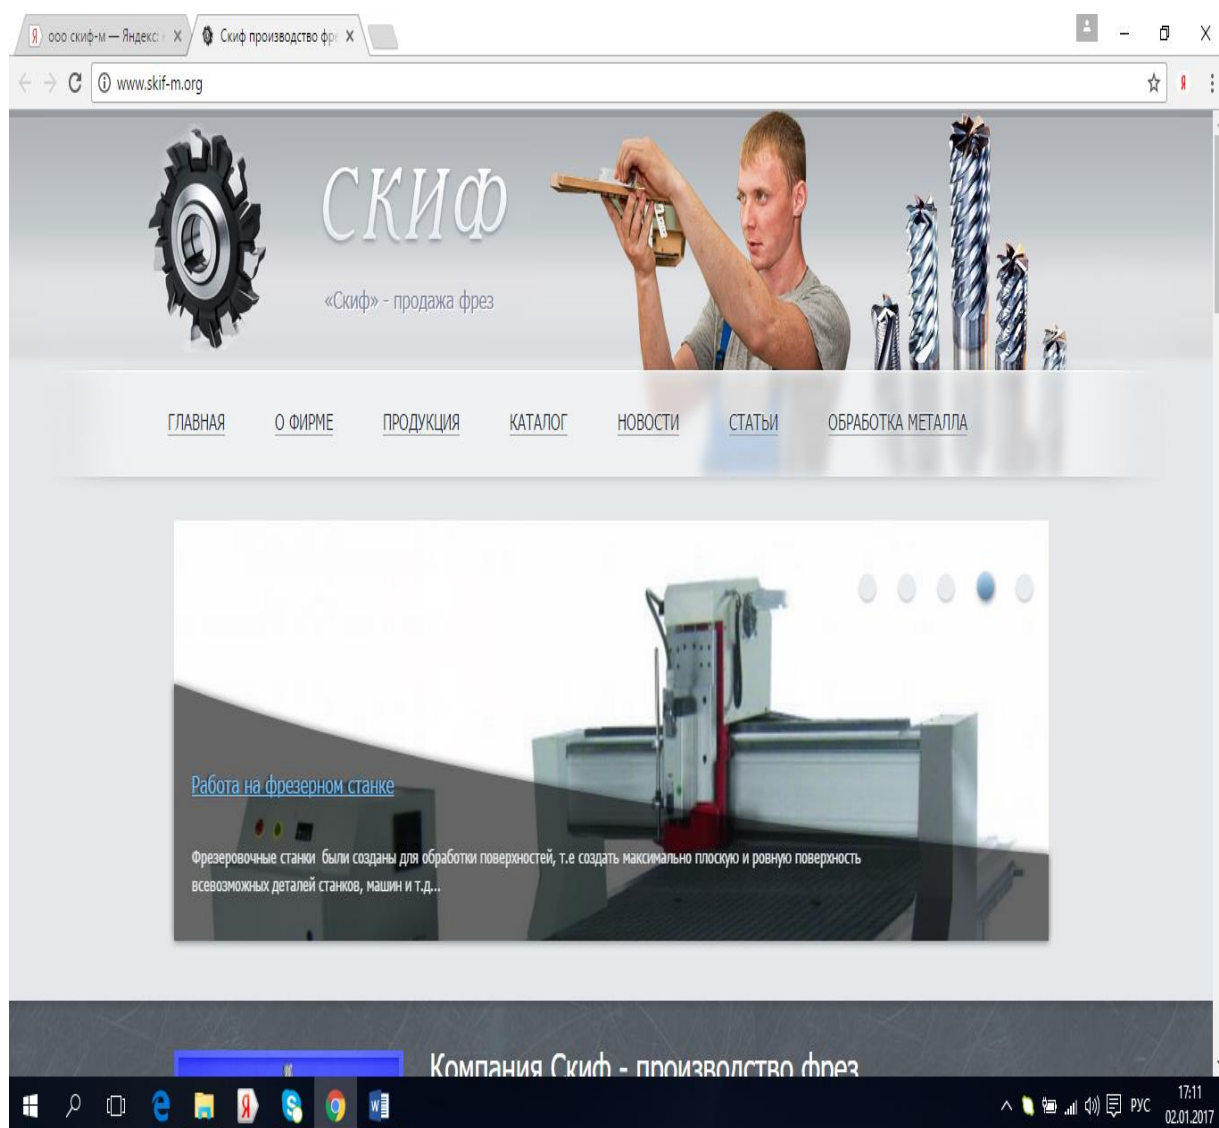 ооо скиф-м — Яндекс:
Скиф производство фре
www.skif-m.org
СКИФ
«Скиф» - продажа фрез
ГЛАВНАЯ О ФИРМЕ ПРОДУКЦИЯ КАТАЛОГ НОВОСТИ СТАТЬИ ОБРАБОТКА МЕТАЛЛА
Работа на фрезерном станке
Фрезеровочные станки были созданы для обработки поверхностей, т.е создать максимально плоскую и ровную поверхность
всевозможных деталей станков, машин и т.д...
Компания Скиф - производство фрез
РУС
17:11
02.01.2017